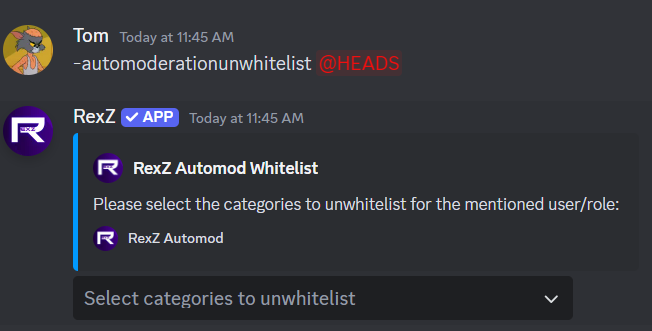 Tom Today at 11:45 AM
-automoderationunwhitelist @HEADS
RexZ ✓ APP Today at 11:45 AM
RexZ Automod Whitelist
Please select the categories to unwhitelist for the mentioned user/role:
RexZ Automod
Select categories to unwhitelist